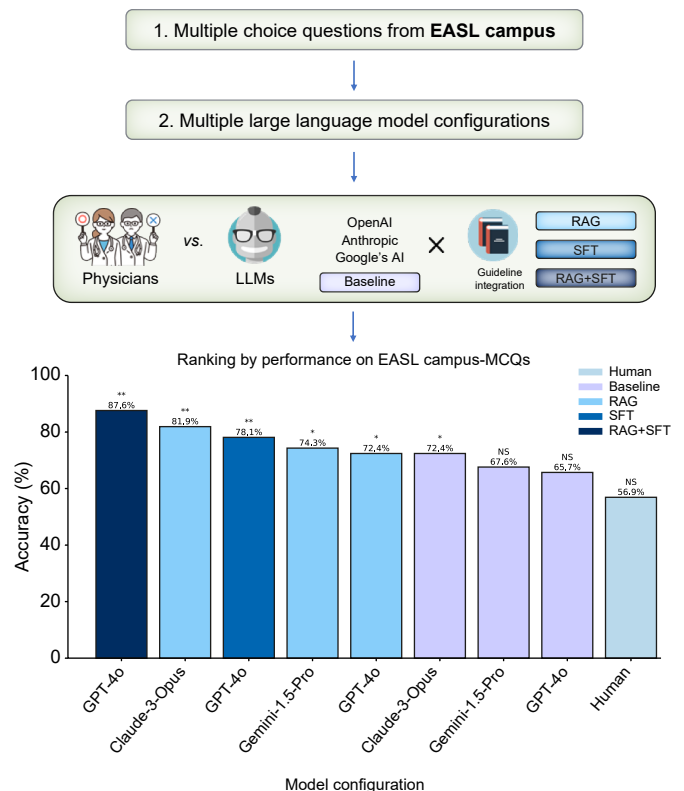 1. Multiple choice questions from EASL campus
2. Multiple large language model configurations
Physicians
vs.
LLMs
OpenAI
Anthropic
Google's AI
Baseline
Guideline
integration
RAG
SFT
RAG+SFT
Ranking by performance on EASL campus-MCQs
Human
Baseline
RAG
SFT
RAG+SFT
Accuracy (%)
100
80
60
40
20
0
**
87,6%
**
81,9%
**
78,1%
*
74,3%
*
72,4%
*
72,4%
NS
67.6%
NS
65,7%
NS
56.9%
GPT-4o
Claude-3-Opus
GPT-4o
Gemini-1.5-Pro
GPT-4o
Claude-3-Opus
Gemini-1.5-Pro
GPT-4o
Human
Model configuration